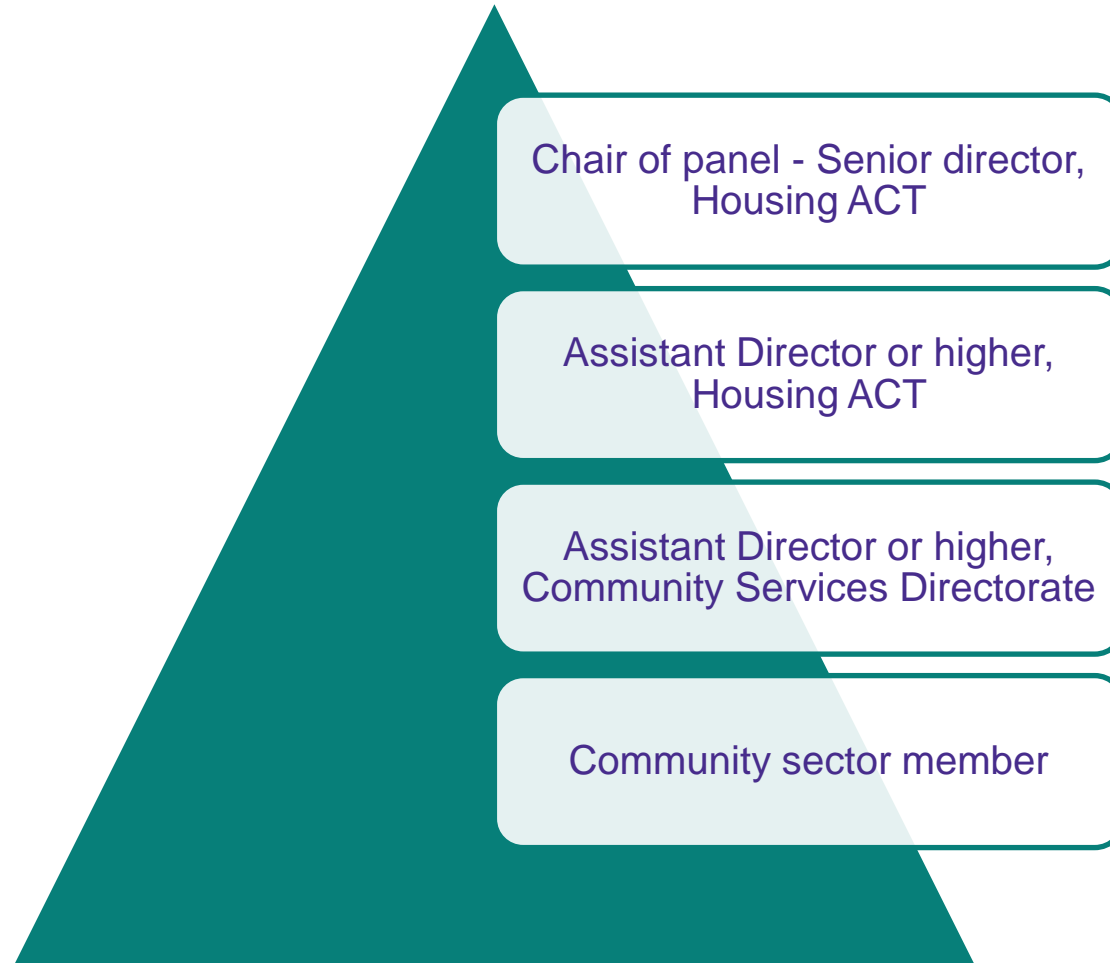 Chair of panel - Senior director,
Housing ACT
Assistant Director or higher,
Housing ACT
Assistant Director or higher,
Community Services Directorate
Community sector member